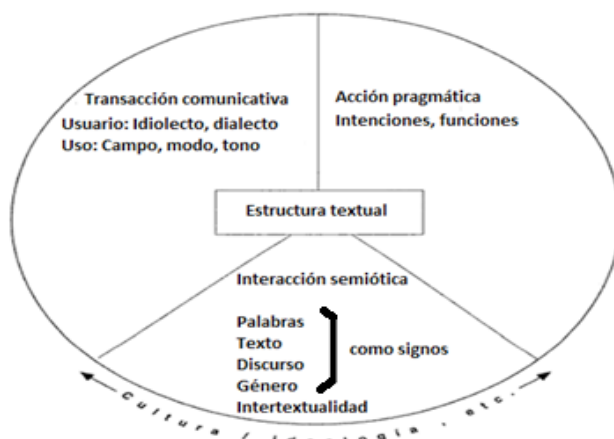 Transacción comunicativa
Usuario: Idiolecto, dialecto
Uso: Campo, modo, tono
Acción pragmática
Intenciones, funciones
Estructura textual
Interacción semiótica
Palabras
Texto
Discurso
Género
como signos
Intertextualidad
Cultura / ideología , etc.